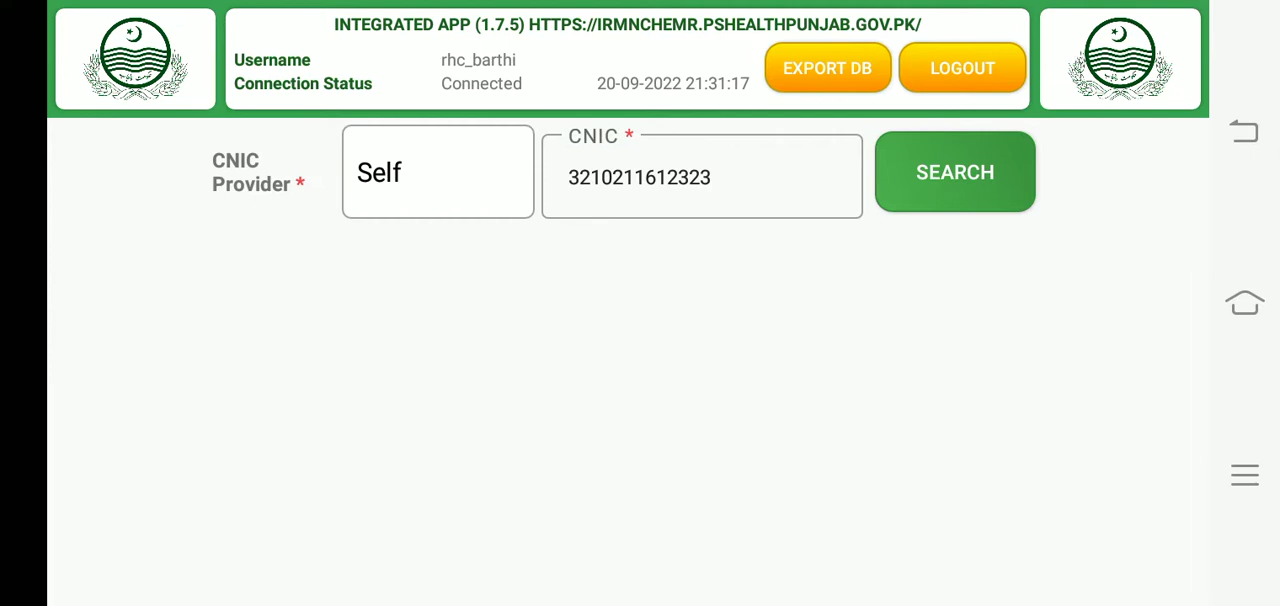 INTEGRATED APP (1.7.5) HTTPS://IRMNCHEMR.PSHEALTHPUNJAB.GOV.PK/
Username rhc_barthi
Connection Status Connected 20-09-2022 21:31:17
EXPORT DB LOGOUT
CNIC Provider *
Self
CNIC *
3210211612323
SEARCH